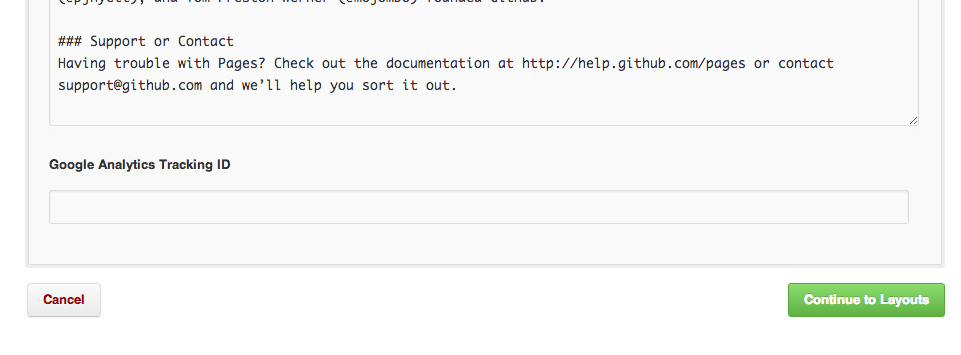 ### Support or Contact
Having trouble with Pages? Check out the documentation at http://help.github.com/pages or contact
support@github.com and we’ll help you sort it out.
Google Analytics Tracking ID
Cancel
Continue to Layouts